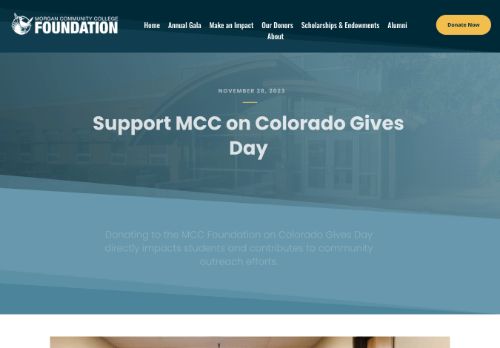 MORGAN COMMUNITY COLLEGE
FOUNDATION
Home Annual Gala Make an Impact Our Donors Scholarships & Endowments Alumni
About
Donate Now
NOVEMBER 28, 2023
Support MCC on Colorado Gives
Day
Donating to the MCC Foundation on Colorado Gives Day
directly impacts students and contributes to community
outreach efforts.